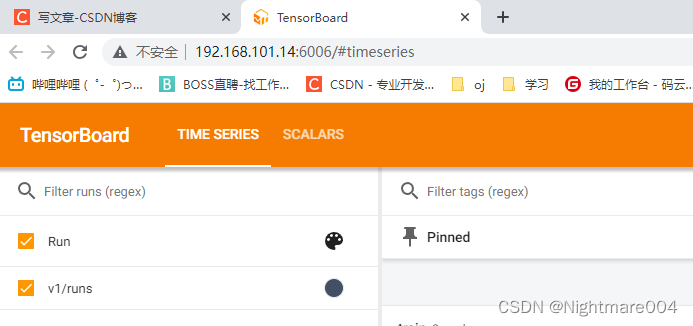 写文章-CSDN博客
TensorBoard
不安全 | 192.168.101.14:6006/#timeseries
哔哩哔哩 (゜-゜)つ... BOSS直聘-找工作... CSDN - 专业开发... oj 学习 我的工作台 - 码云...
TensorBoard TIME SERIES SCALARS
Filter runs (regex)
Filter tags (regex)
Run
Pinned
v1/runs
CSDN @Nightmare004